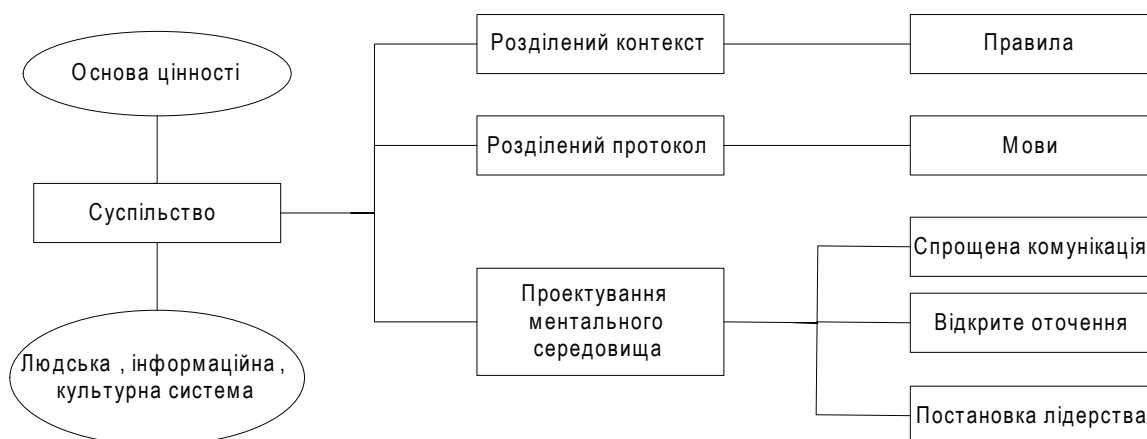 Основа цінності
Суспільство
Людська , інформаційна ,
культурна система
Розділений контекст
Правила
Розділений протокол
Мови
Проектування
ментального
середовища
Спрощена комунікація
Відкрите оточення
Постановка лідерства